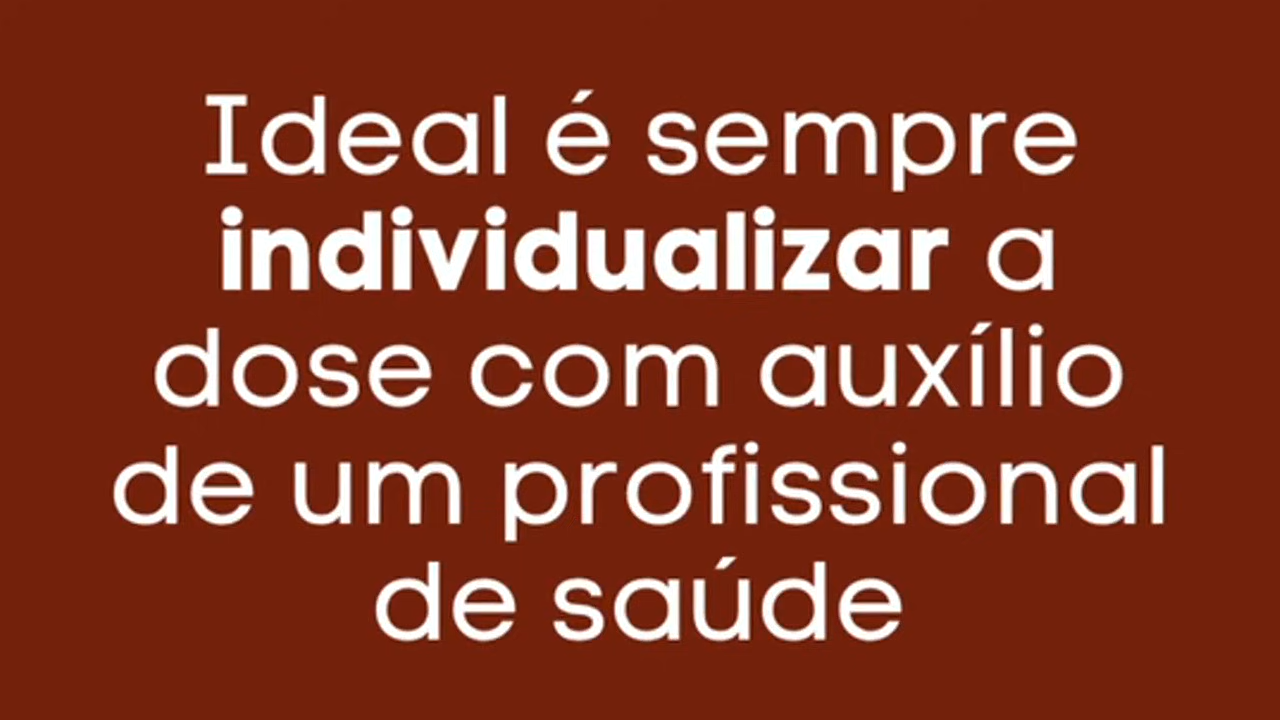 Ideal é sempre
individualizar a
dose com auxílio
de um profissional
de saúde